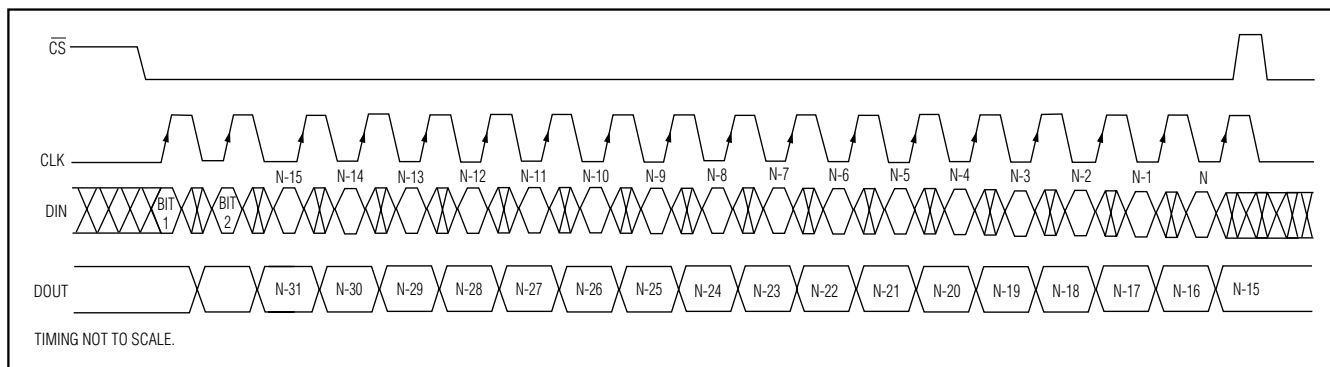 C̅S̅
CLK
N-15 N-14 N-13 N-12 N-11 N-10 N-9 N-8 N-7 N-6 N-5 N-4 N-3 N-2 N-1 N
DIN BIT 1 BIT 2
DOUT N-31 N-30 N-29 N-28 N-27 N-26 N-25 N-24 N-23 N-22 N-21 N-20 N-19 N-18 N-17 N-16 N-15
TIMING NOT TO SCALE.